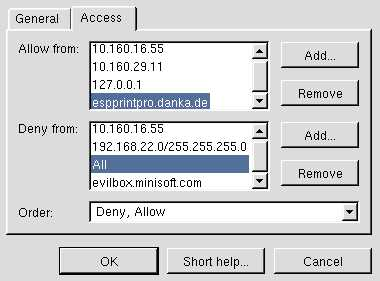 General Access
Allow from: 10.160.16.55
10.160.29.11
127.0.0.1
espprintpro.danka.de
Add...
Remove
Deny from: 10.160.16.55
192.168.22.0/255.255.255.0
All
evilbox.minisoft.com
Add...
Remove
Order: Deny, Allow
OK Short help... Cancel